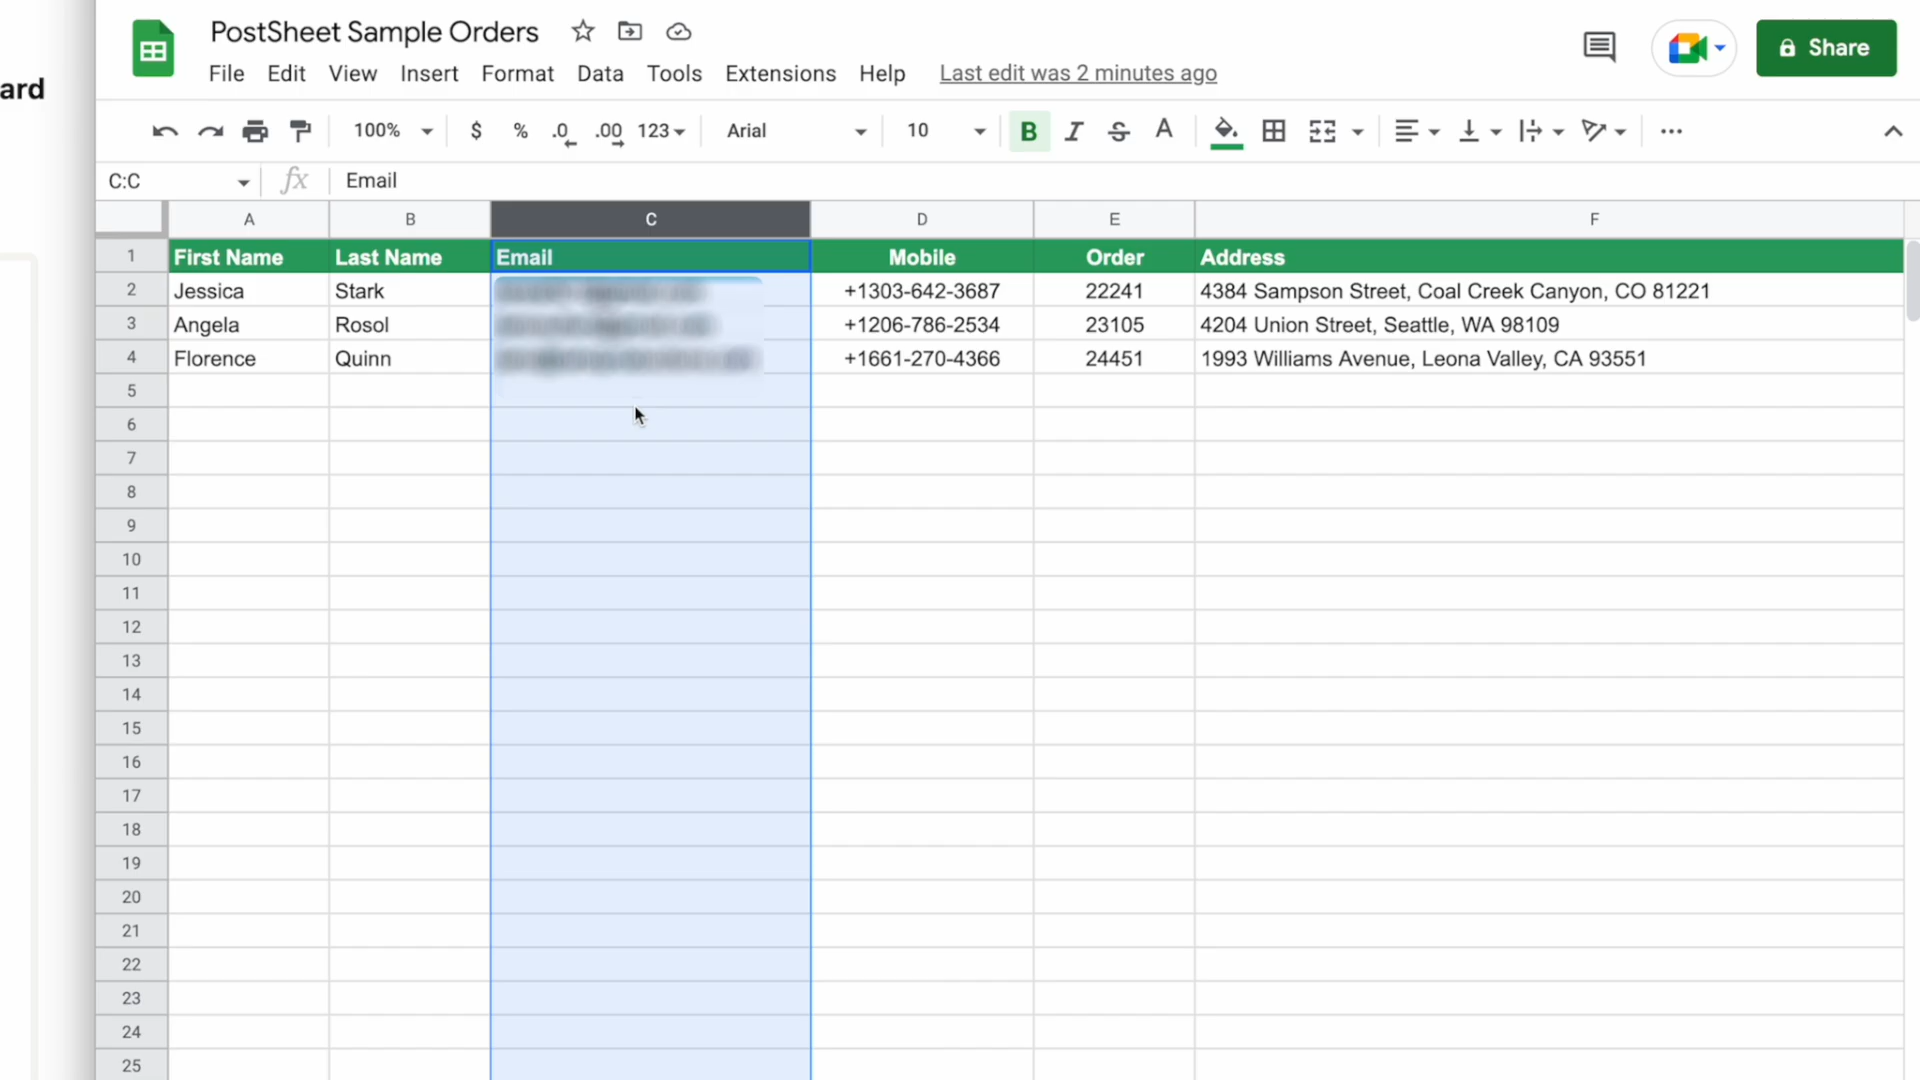 ard
PostSheet Sample Orders
File Edit View Insert Format Data Tools Extensions Help Last edit was 2 minutes ago
Share
100% $ % .0 .00 123 Arial 10 B I S A
C:C fx Email
A B C D E F
1 First Name Last Name Email Mobile Order Address
2 Jessica Stark +1303-642-3687 22241 4384 Sampson Street, Coal Creek Canyon, CO 81221
3 Angela Rosol +1206-786-2534 23105 4204 Union Street, Seattle, WA 98109
4 Florence Quinn +1661-270-4366 24451 1993 Williams Avenue, Leona Valley, CA 93551
5
6
7
8
9
10
11
12
13
14
15
16
17
18
19
20
21
22
23
24
25